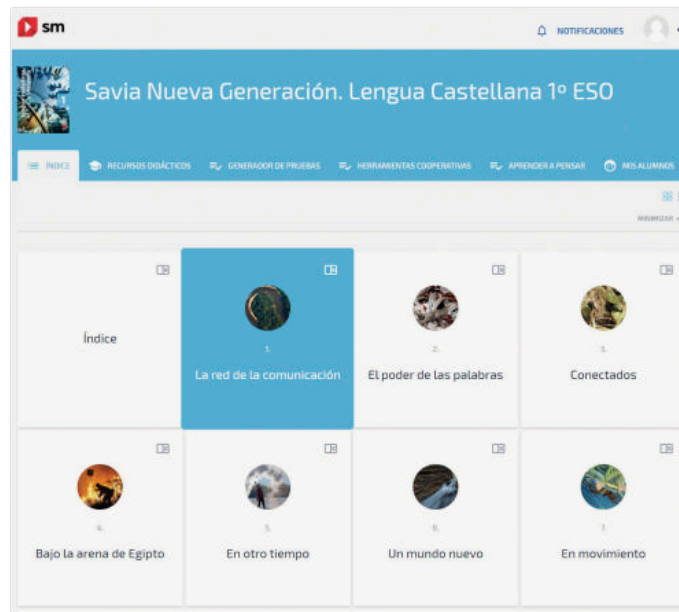 sm
NOTIFICACIONES
Savia Nueva Generación. Lengua Castellana 1º ESO
ÍNDICE
RECURSOS DIDÁCTICOS
GENERADOR DE PRUEBAS
HERRAMIENTAS COOPERATIVAS
APRENDER A PENSAR
MIS ALUMNOS
MINIMIZAR
Índice
1.
La red de la comunicación
2.
El poder de las palabras
3.
Conectados
4.
Bajo la arena de Egipto
5.
En otro tiempo
6.
Un mundo nuevo
7.
En movimiento